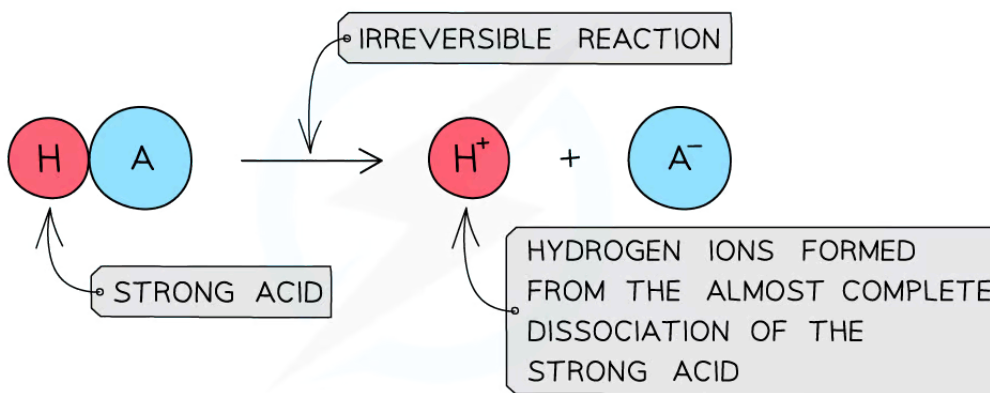 IRREVERSIBLE REACTION
H A H⁺ + A⁻
STRONG ACID
HYDROGEN IONS FORMED
FROM THE ALMOST COMPLETE
DISSOCIATION OF THE
STRONG ACID